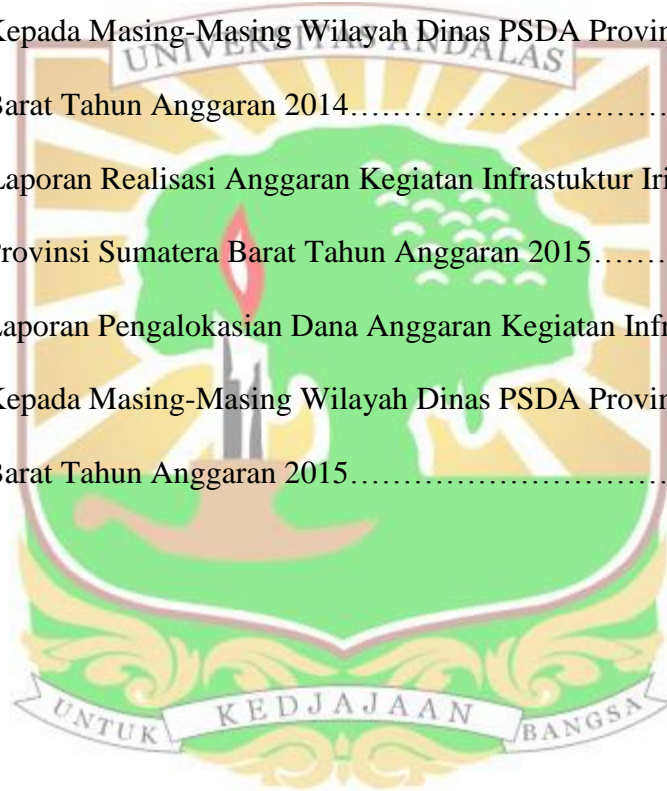 Kepada Masing-Masing Wilayah Dinas PSDA Provin
UNIVERSITAS ANDALAS
Barat Tahun Anggaran 2014……………………………
Laporan Realisasi Anggaran Kegiatan Infrastuktur Iri
Provinsi Sumatera Barat Tahun Anggaran 2015………
Laporan Pengalokasian Dana Anggaran Kegiatan Infr
Kepada Masing-Masing Wilayah Dinas PSDA Provin
Barat Tahun Anggaran 2015……………………………
UNTUK KEDJAJAAN BANGSA